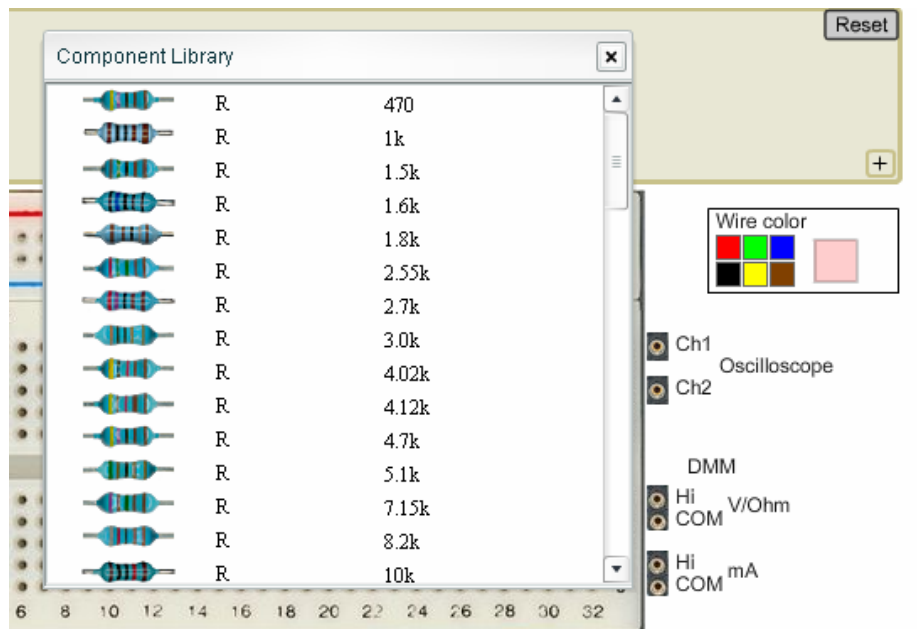 Reset
Component Library
R 470
R 1k
R 1.5k
R 1.6k
R 1.8k
R 2.55k
R 2.7k
R 3.0k
R 4.02k
R 4.12k
R 4.7k
R 5.1k
R 7.15k
R 8.2k
R 10k
+
Wire color
Ch1
Oscilloscope
Ch2
DMM
Hi
V/Ohm
COM
Hi
mA
COM
6 8 10 12 14 16 18 20 22 24 26 28 30 32